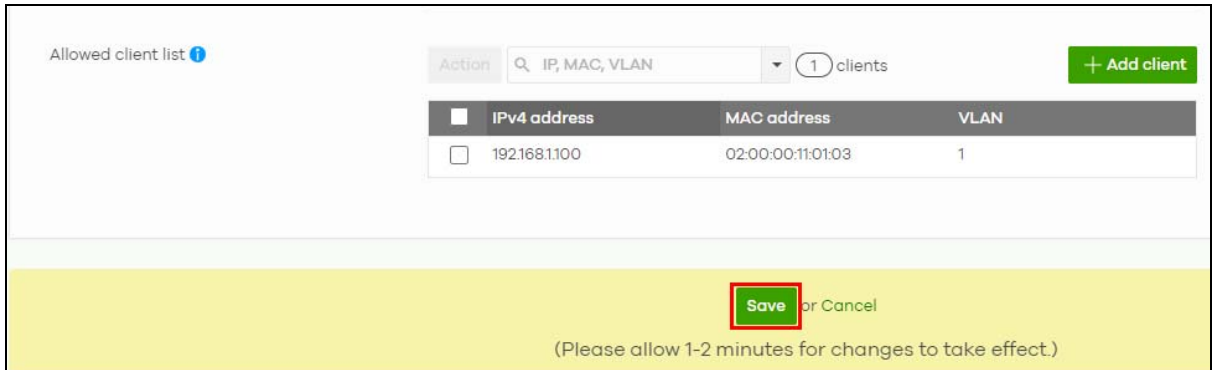 Allowed client list
Action IP, MAC, VLAN 1 clients + Add client
IPv4 address MAC address VLAN
192.168.1.100 02:00:00:11:01:03 1
Save or Cancel
(Please allow 1-2 minutes for changes to take effect.)